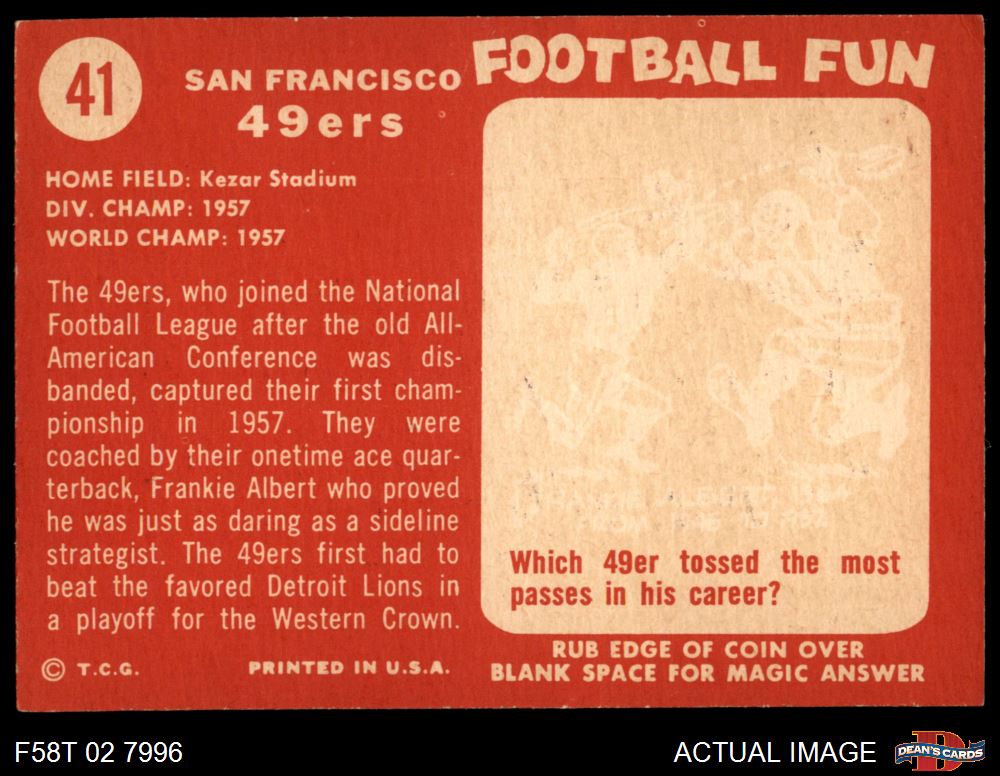 41
SAN FRANCISCO
49ers
HOME FIELD: Kezar Stadium
DIV. CHAMP: 1957
WORLD CHAMP: 1957
The 49ers, who joined the National
Football League after the old All-
American Conference was dis-
banded, captured their first cham-
pionship in 1957. They were
coached by their onetime ace quar-
terback, Frankie Albert who proved
he was just as daring as a sideline
strategist. The 49ers first had to
beat the favored Detroit Lions in
a playoff for the Western Crown.
© T.C.G.
PRINTED IN U.S.A.
FOOTBALL FUN
Which 49er tossed the most
passes in his career?
RUB EDGE OF COIN OVER
BLANK SPACE FOR MAGIC ANSWER
F58T 02 7996
ACTUAL IMAGE
DEAN'S CARDS